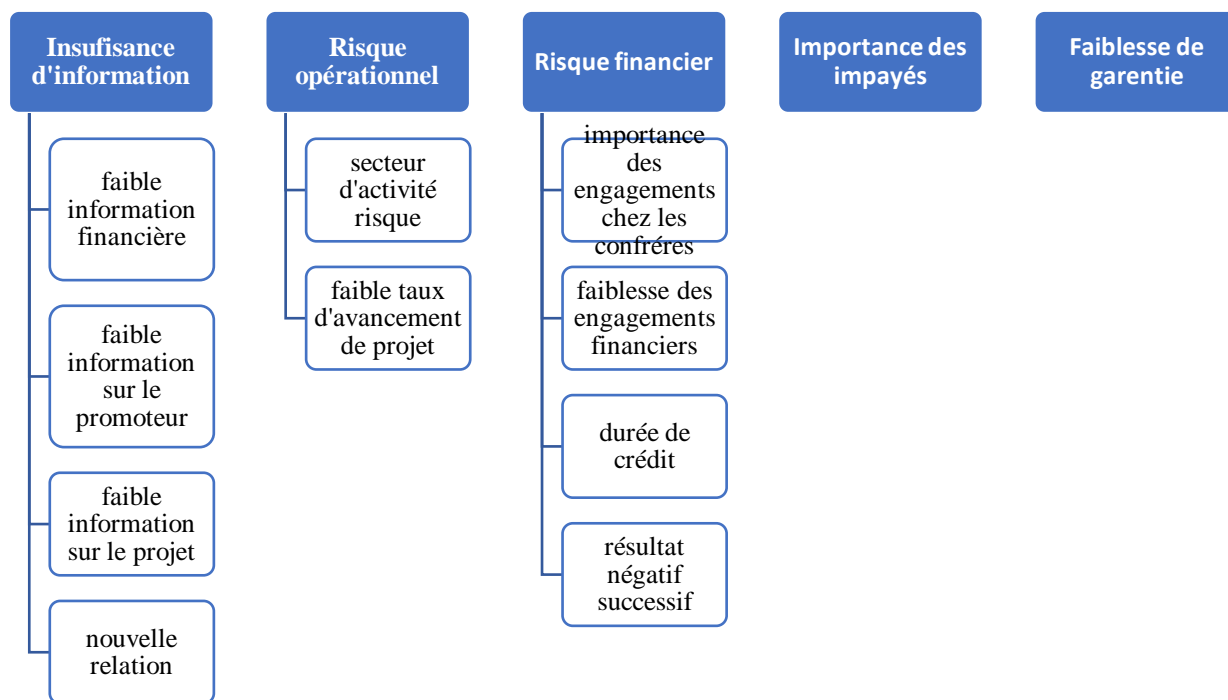 Insufisance
d'information
faible
information
financière
faible
information
sur le
promoteur
faible
information
sur le projet
nouvelle
relation
Risque
opérationnel
secteur
d'activité
risque
faible taux
d'avancement
de projet
Risque financier
importance
des
engagements
chez les
confréres
faiblesse des
engagements
financiers
durée de
crédit
résultat
négatif
successif
Importance des
impayés
Faiblesse de
garentie